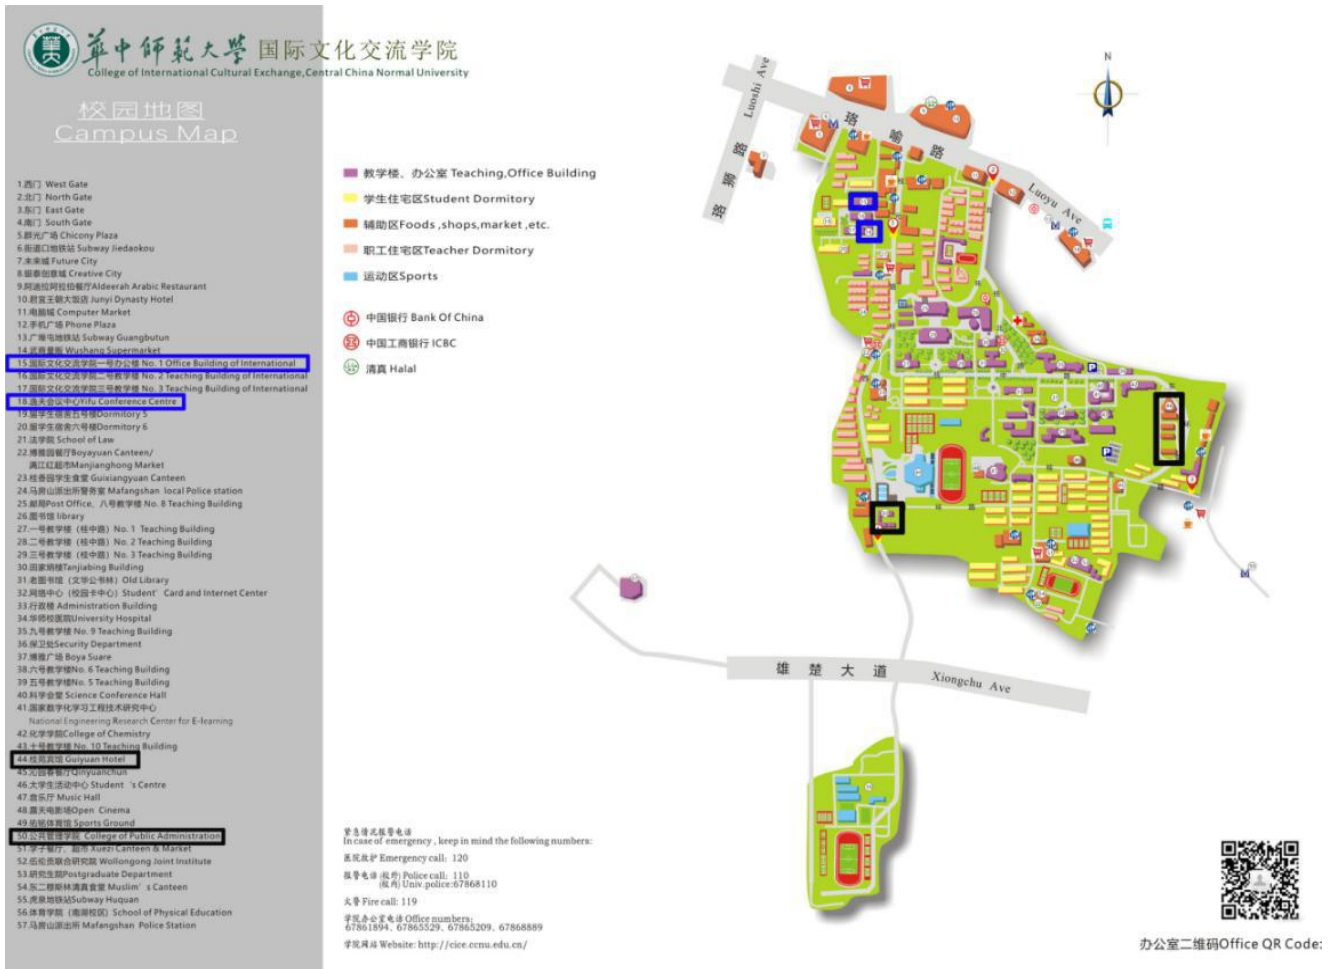 華中師範大學 国际文化交流学院
College of International Cultural Exchange,Central China Normal University
校园地图
Campus Map
1.西门 West Gate
2.北门 North Gate
3.东门 East Gate
4.南门 South Gate
5.群光广场 Chicony Plaza
6.街道口地铁站 Subway Jiedaokou
7.未来城 Future City
8.银泰创意城 Creative City
9.阿迪拉阿拉伯餐厅Aldeerah Arabic Restaurant
10.君宜王朝大饭店 Junyi Dynasty Hotel
11.电脑城 Computer Market
12.手机广场 Phone Plaza
13.广埠屯地铁站 Subway Guangbutun
14.武商量贩 Wushang Supermarket
15.国际文化交流学院一号办公楼 No. 1 Office Building of International
16.国际文化交流学院二号教学楼 No. 2 Teaching Building of International
17.国际文化交流学院三号教学楼 No. 3 Teaching Building of International
18.逸夫会议中心Yifu Conference Centre
19.留学生宿舍五号楼Dormitory 5
20.留学生宿舍六号楼Dormitory 6
21.法学院 School of Law
22.博雅园餐厅Boyayuan Canteen/
满江红超市Manjianghong Market
23.桂香园学生食堂 Guixiangyuan Canteen
24.马房山派出所警务室 Mafangshan local Police station
25.邮局Post Office、八号教学楼 No. 8 Teaching Building
26.图书馆 library
27.一号教学楼（桂中路）No. 1 Teaching Building
28.二号教学楼（桂中路）No. 2 Teaching Building
29.三号教学楼（桂中路）No. 3 Teaching Building
30.田家炳楼Tanjiabing Building
31.老图书馆（文华公书林）Old Library
32.网络中心（校园卡中心）Student' Card and Internet Center
33.行政楼 Administration Building
34.华师校医院University Hospital
35.九号教学楼 No. 9 Teaching Building
36.保卫处Security Department
37.博雅广场 Boya Suare
38.六号教学楼No. 6 Teaching Building
39 五号教学楼No. 5 Teaching Building
40.科学会堂 Science Conference Hall
41.国家数字化学习工程技术研究中心
National Engineering Research Center for E-learning
42.化学学院College of Chemistry
43.十号教学楼 No. 10 Teaching Building
44.桂苑宾馆 Guiyuan Hotel
45.沁园春餐厅Qinyuanchun
46.大学生活动中心 Student 's Centre
47.音乐厅 Music Hall
48.露天电影场Open Cinema
49.佑铭体育馆 Sports Ground
50.公共管理学院 College of Public Administration
51.学子餐厅、超市 Xuezi Canteen & Market
52.伍伦贡联合研究院 Wollongong Joint Institute
53.研究生院Postgraduate Department
54.东二穆斯林清真食堂 Muslim' s Canteen
55.虎泉地铁站Subway Huquan
56.体育学院（南湖校区）School of Physical Education
57.马房山派出所 Mafangshan Police Station
教学楼、办公室 Teaching,Office Building
学生住宅区Student Dormitory
辅助区Foods ,shops,market ,etc.
职工住宅区Teacher Dormitory
运动区Sports
中国银行 Bank Of China
中国工商银行 ICBC
清真 Halal
珞狮路 Luoshi Ave
珞喻路 Luoyu Ave
N
雄楚大道 Xiongchu Ave
紧急情况报警电话
In case of emergency , keep in mind the following numbers:
医院救护 Emergency call: 120
报警电话 (校外) Police call: 110
(校内) Univ.police:67868110
火警 Fire call: 119
学院办公室电话 Office numbers:
67861894、67865529、67865209、67868889
学院网站 Website: http://cice.ccnu.edu.cn/
办公室二维码Office QR Code: